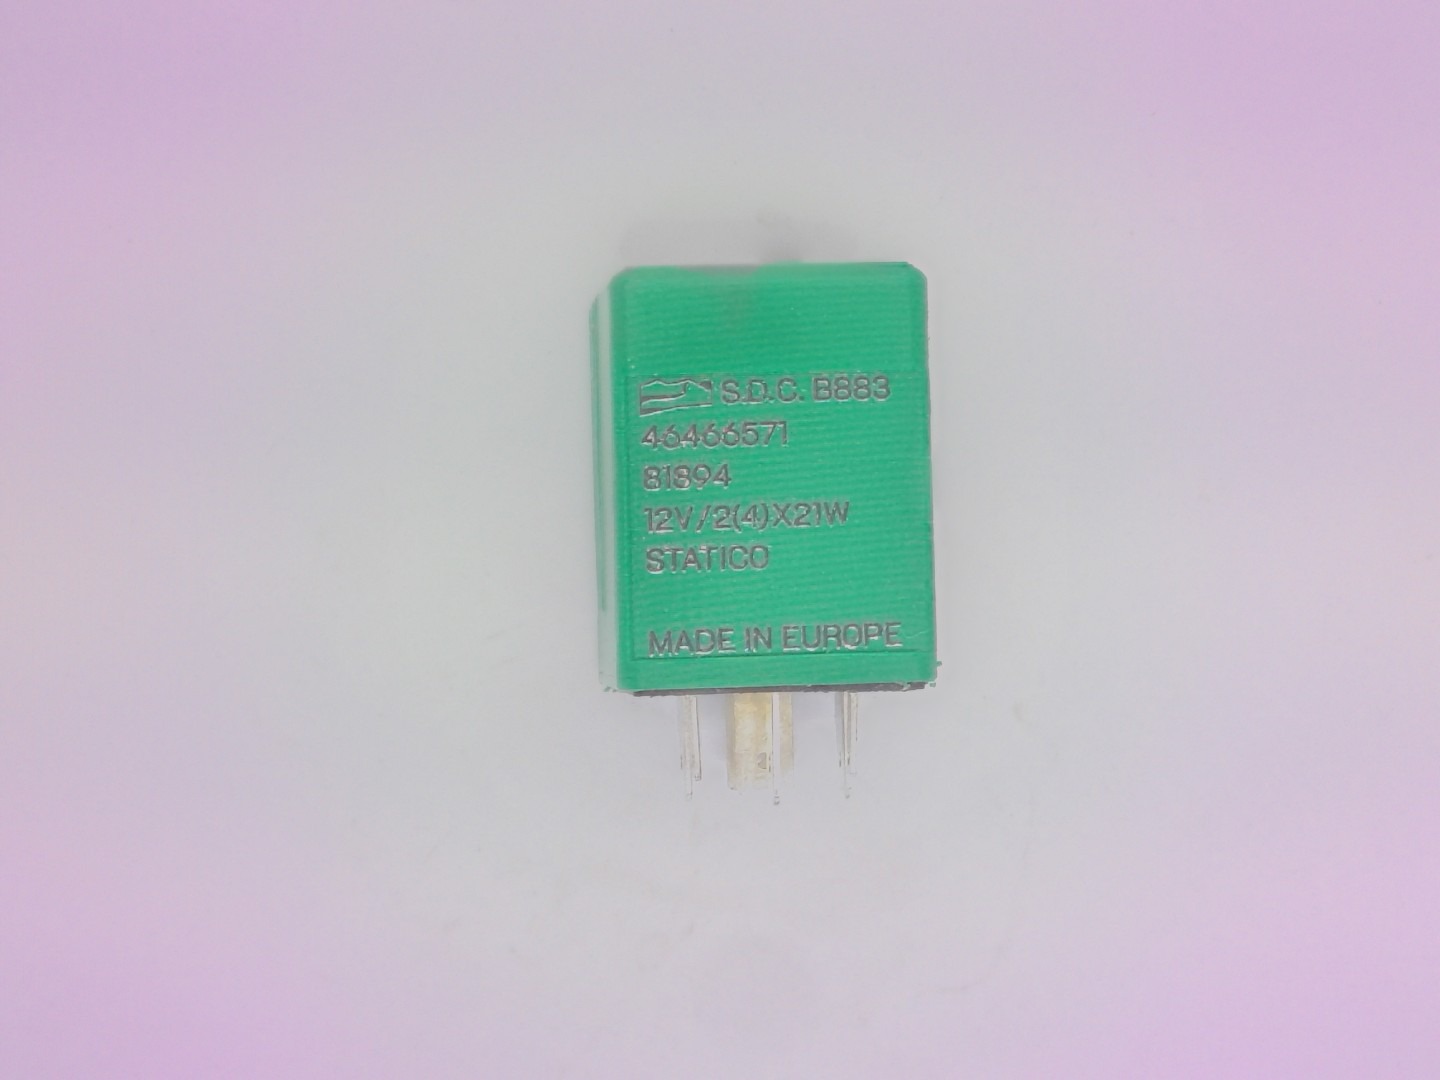 S.D.C. B883
46466571
81894
12V/2(4)X21W
STATICO
MADE IN EUROPE